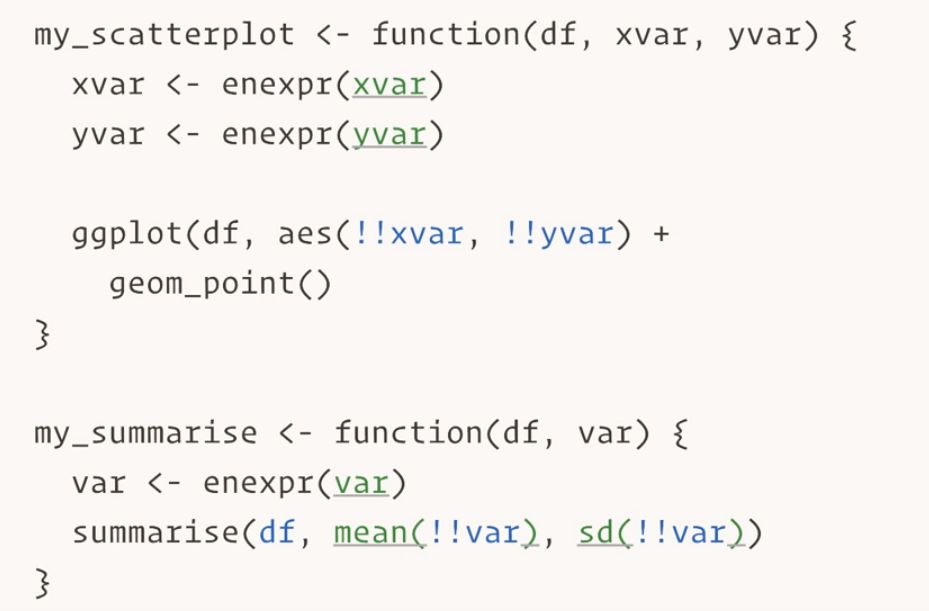 my_scatterplot <- function(df, xvar, yvar) {
  xvar <- enexpr(xvar)
  yvar <- enexpr(yvar)

  ggplot(df, aes(!!xvar, !!yvar) +
    geom_point()
}

my_summarise <- function(df, var) {
  var <- enexpr(var)
  summarise(df, mean(!!var), sd(!!var))
}